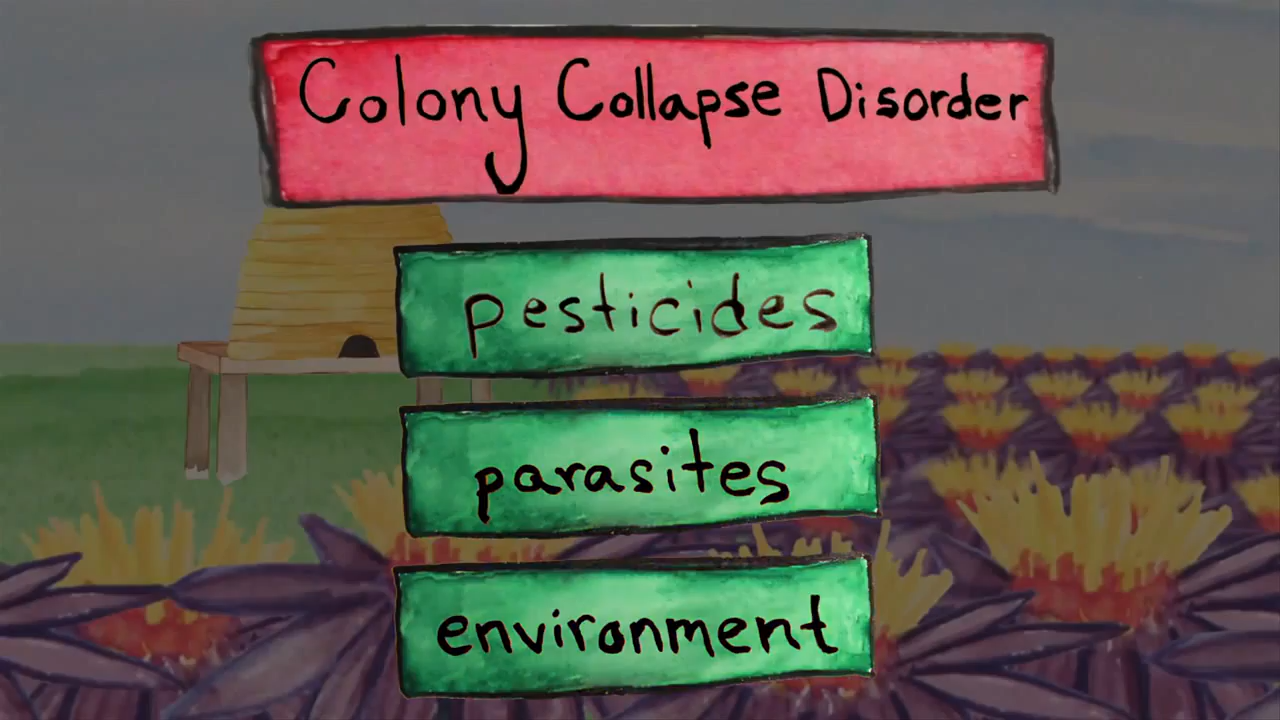 Colony Collapse Disorder
pesticides
parasites
environment